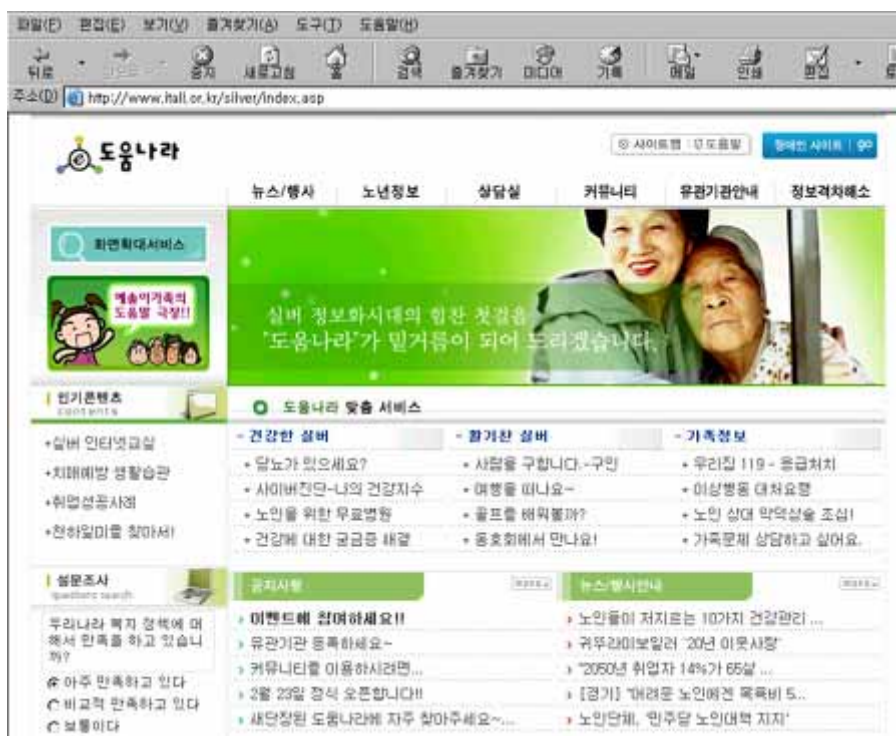 파일(F) 편집(E) 보기(V) 즐겨찾기(A) 도구(T) 도움말(H)
뒤로 중지 새로고침 홈 검색 즐겨찾기 미디어 기록 메일 인쇄 편집
주소(D) http://www.itall.or.kr/silver/index.asp
도움나라
사이트맵 도움말 장애인 사이트 go
뉴스/행사 노년정보 상담실 커뮤니티 유관기관안내 정보격차해소
화면확대서비스
예솔이가족의
도움말 극장!!
실버 정보화시대의 힘찬 첫걸음
"도움나라"가 밑거름이 되어 드리겠습니다.
인기콘텐츠
contents
+실버 인터넷교실
+치매예방 생활습관
+취업성공사례
+천하일미를 찾아서!
도움나라 맞춤 서비스
- 건강한 실버
+ 당뇨가 있으세요?
+ 사이버진단-나의 건강지수
+ 노인을 위한 무료병원
+ 건강에 대한 궁금증 해결
- 활기찬 실버
+ 사람을 구합니다.-구인
+ 여행을 떠나요~
+ 골프를 배워볼까?
+ 동호회에서 만나요!
- 가족정보
+ 우리집 119 - 응급처치
+ 이상행동 대처요령
+ 노인 상대 악덕상술 조심!
+ 가족문제 상담하고 싶어요.
설문조사
questions search
우리나라 복지 정책에 대
해서 만족을 하고 있습니
까?
아주 만족하고 있다
비교적 만족하고 있다
보통이다
공지사항 more
이벤트에 참여하세요!!
유관기관 등록하세요~
커뮤니티를 이용하시려면...
2월 23일 정식 오픈합니다!!
새단장된 도움나라에 자주 찾아주세요~...
뉴스/행사안내 more
노인들이 저지르는 10가지 건강관리 ...
귀뚜라미보일러 "20년 이웃사랑"
"2050년 취업자 14%가 65살 ...
[경기] "어려운 노인에겐 목욕비 5...
노인단체, '민주당 노인대책 지지'